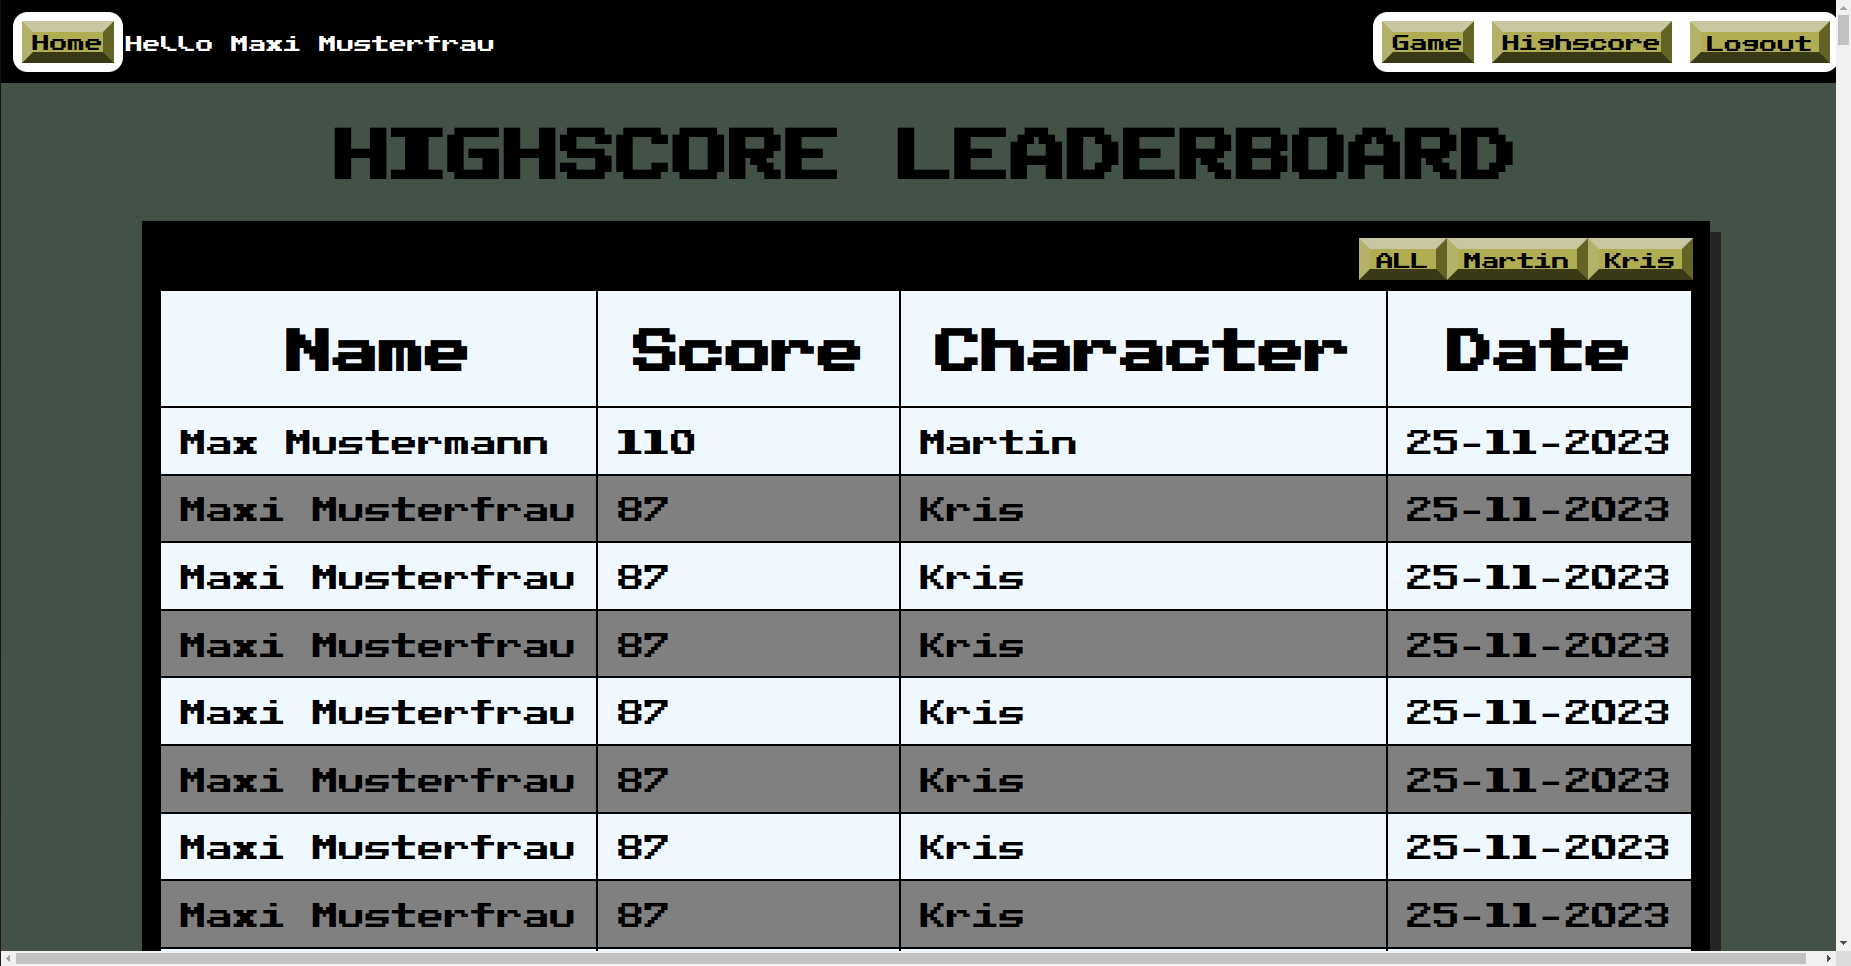 Home Hello Maxi Musterfrau Game Highscore Logout
HIGHSCORE LEADERBOARD
ALL Martin Kris
Name Score Character Date
Max Mustermann 110 Martin 25-11-2023
Maxi Musterfrau 87 Kris 25-11-2023
Maxi Musterfrau 87 Kris 25-11-2023
Maxi Musterfrau 87 Kris 25-11-2023
Maxi Musterfrau 87 Kris 25-11-2023
Maxi Musterfrau 87 Kris 25-11-2023
Maxi Musterfrau 87 Kris 25-11-2023
Maxi Musterfrau 87 Kris 25-11-2023